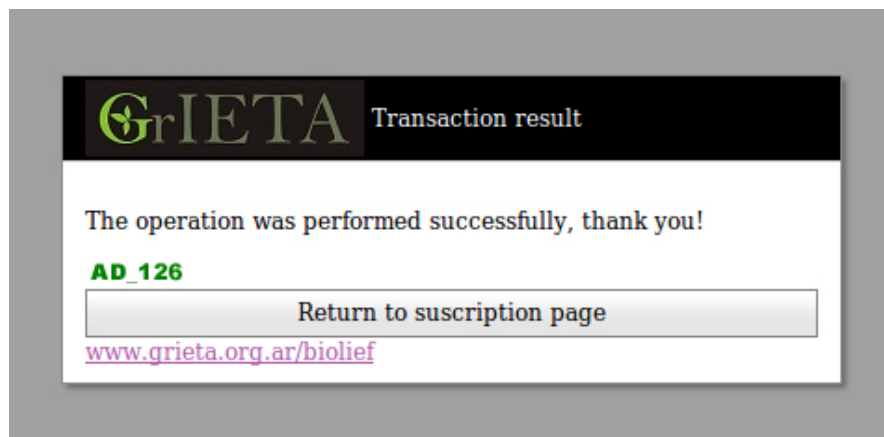 GrIETA Transaction result
The operation was performed successfully, thank you!
AD_126
Return to suscription page
www.grieta.org.ar/biolief